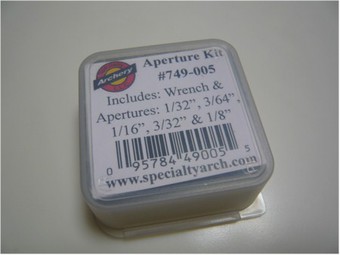 Archery
Aperture Kit
#749-005
Includes: Wrench &
Apertures: 1/32", 3/64",
1/16", 3/32" & 1/8"
0 95784 49005 5
www.specialtyarch.com